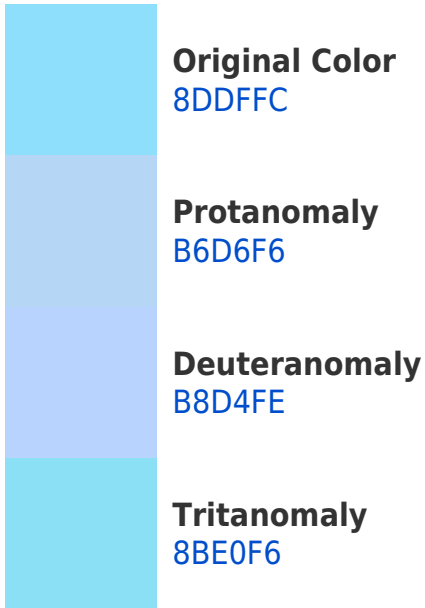 Original Color
8DDFFC
Protanomaly
B6D6F6
Deuteranomaly
B8D4FE
Tritanomaly
8BE0F6